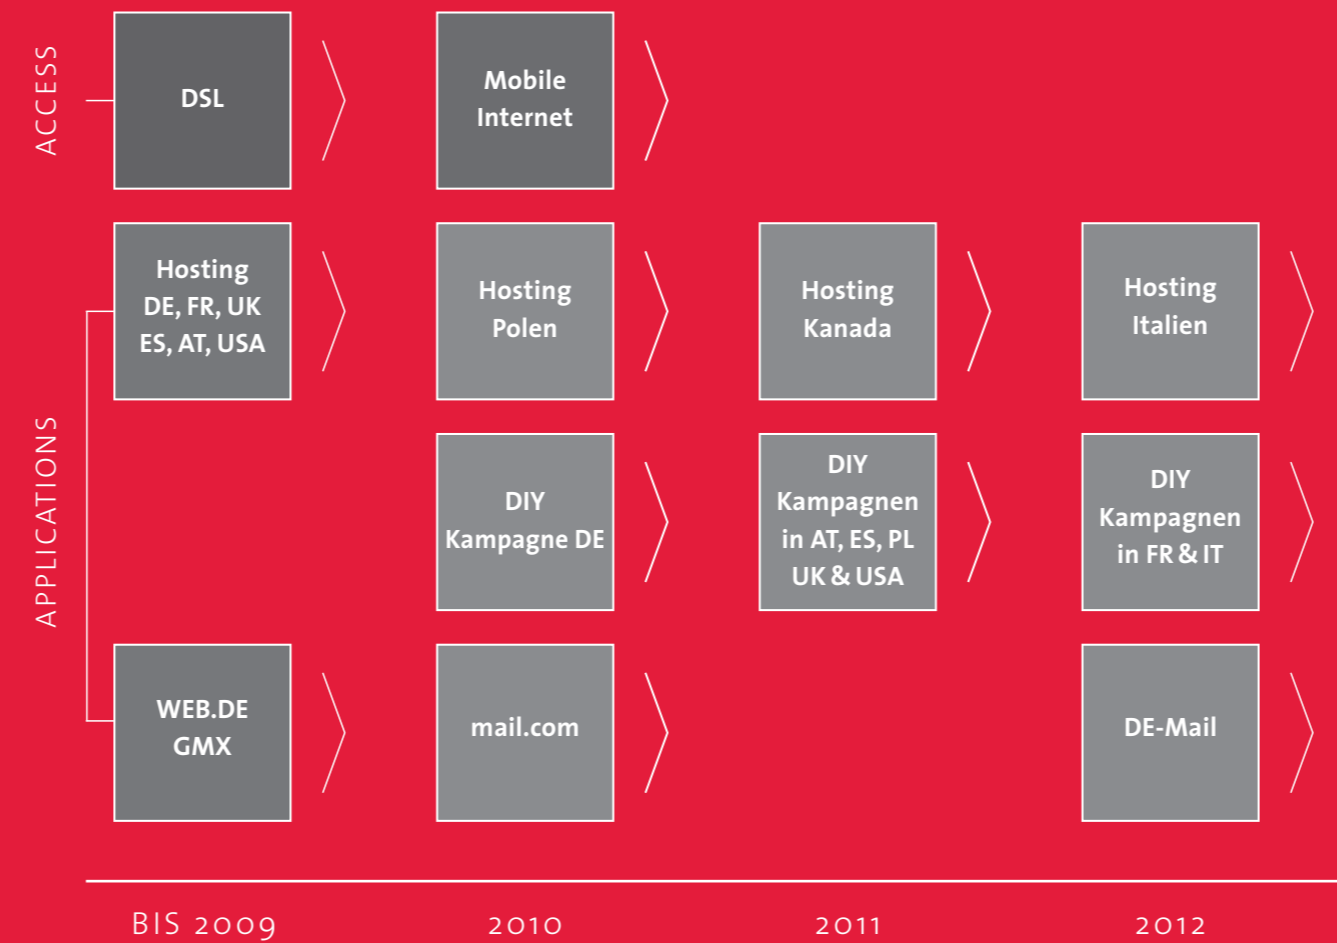 ACCESS
DSL
Mobile
Internet
APPLICATIONS
Hosting
DE, FR, UK
ES, AT, USA
Hosting
Polen
Hosting
Kanada
Hosting
Italien
DIY
Kampagne DE
DIY
Kampagnen
in AT, ES, PL
UK & USA
DIY
Kampagnen
in FR & IT
WEB.DE
GMX
mail.com
DE-Mail
BIS 2009
2010
2011
2012